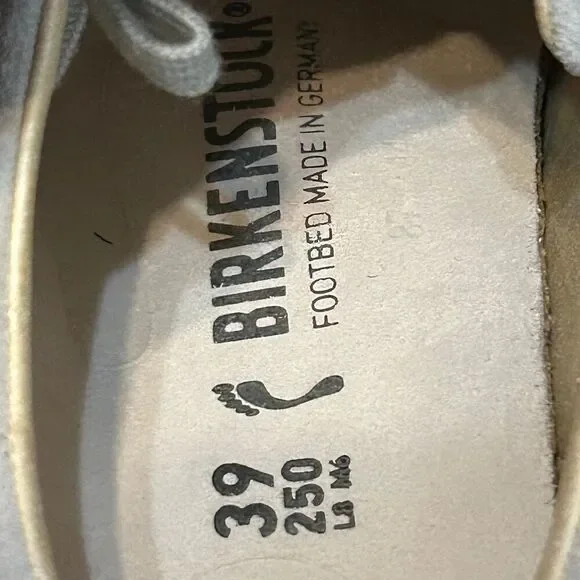 BIRKENSTOCK®
FOOTBED MADE IN GERMANY
39
250
L8 M6